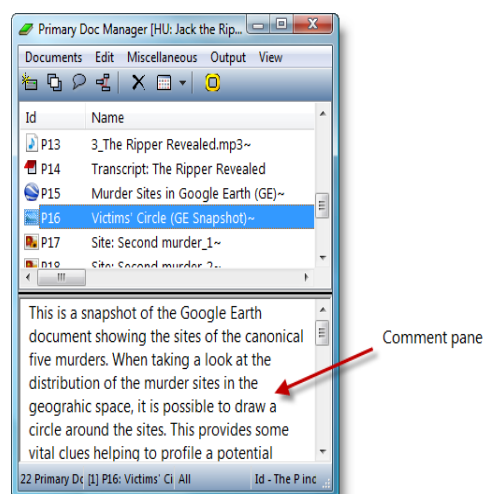 Primary Doc Manager [HU: Jack the Rip...
Documents Edit Miscellaneous Output View
Id Name
P13 3_The Ripper Revealed.mp3~
P14 Transcript: The Ripper Revealed
P15 Murder Sites in Google Earth (GE)~
P16 Victims' Circle (GE Snapshot)~
P17 Site: Second murder_1~
P18 Site: Second murder_2~
This is a snapshot of the Google Earth
document showing the sites of the canonical
five murders. When taking a look at the
distribution of the murder sites in the
geograhic space, it is possible to draw a
circle around the sites. This provides some
vital clues helping to profile a potential
Comment pane
22 Primary Dc [1] P16: Victims' Ci All Id - The P inc